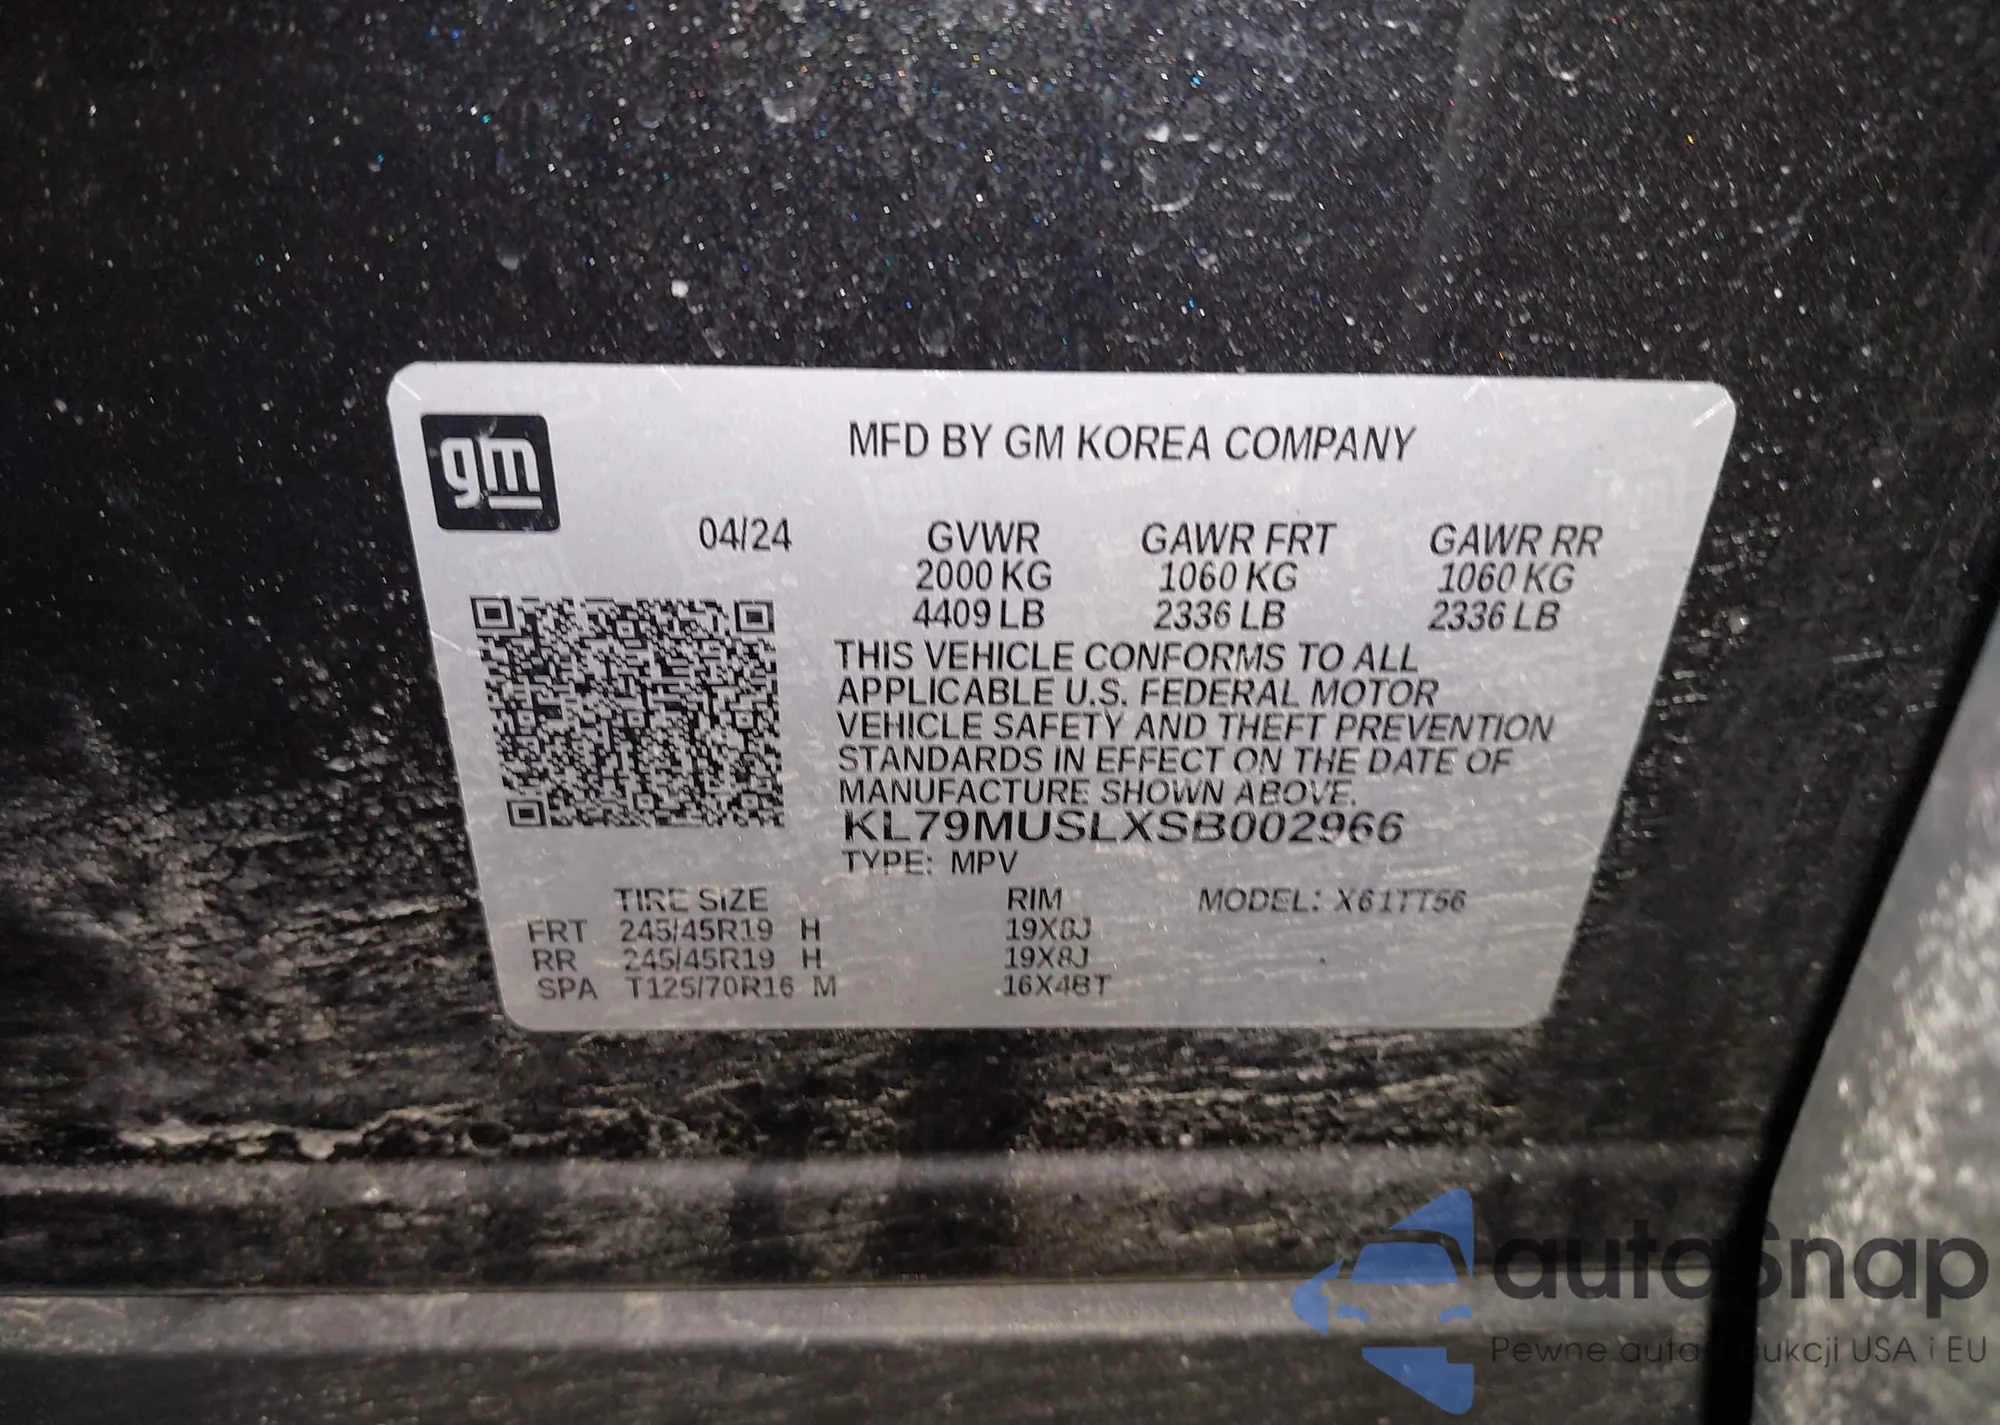 gm
MFD BY GM KOREA COMPANY
04/24 GVWR GAWR FRT GAWR RR
2000 KG 1060 KG 1060 KG
4409 LB 2336 LB 2336 LB
THIS VEHICLE CONFORMS TO ALL
APPLICABLE U.S. FEDERAL MOTOR
VEHICLE SAFETY AND THEFT PREVENTION
STANDARDS IN EFFECT ON THE DATE OF
MANUFACTURE SHOWN ABOVE.
KL79MUSLXSB002966
TYPE: MPV
TIRE SIZE RIM MODEL: X61TT56
FRT 245/45R19 H 19X8J
RR 245/45R19 H 19X8J
SPA T125/70R16 M 16X4BT
autoSnap
Pewne auta aukcji USA i EU